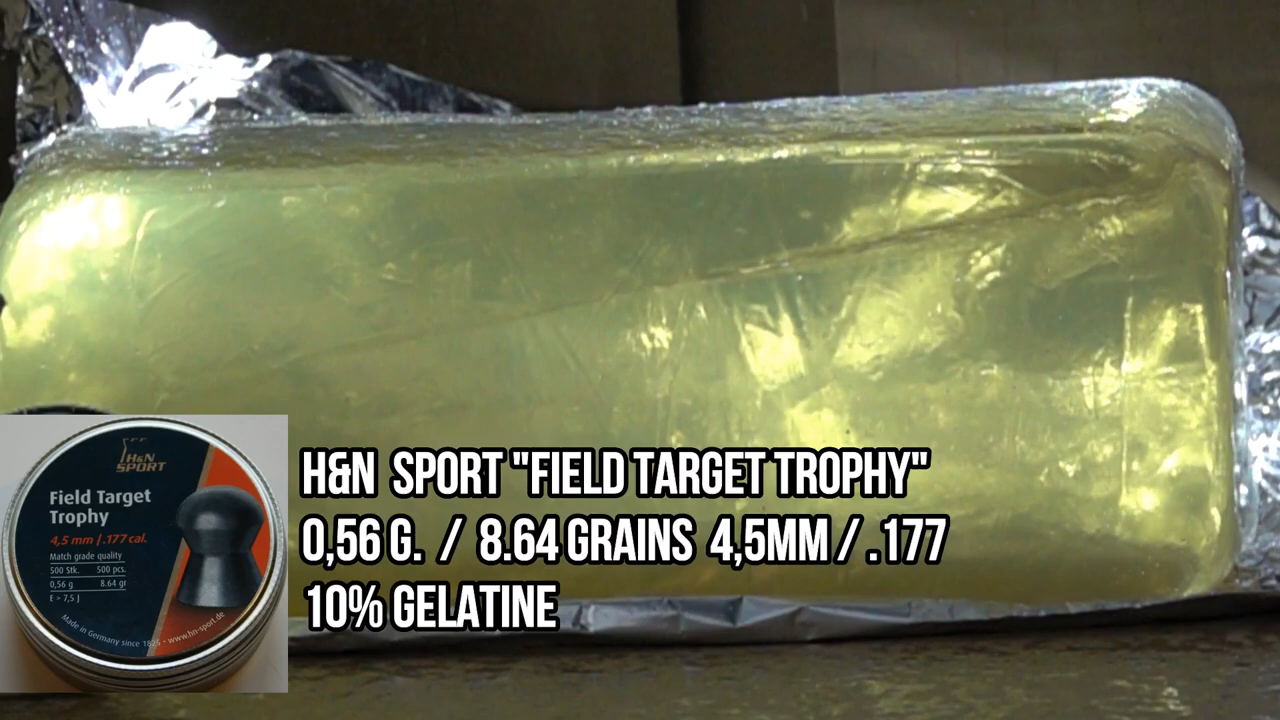 H&N SPORT "FIELD TARGET TROPHY"
0,56 G. / 8.64 GRAINS 4,5MM / .177
10% GELATINE
H&N
SPORT
Field Target
Trophy
4,5 mm / .177 cal.
Match grade quality
500 Stk. 500 pcs.
0,56 g 8.64 gr
E > 7,5 J
Made in Germany since 1825 • www.hn-sport.de